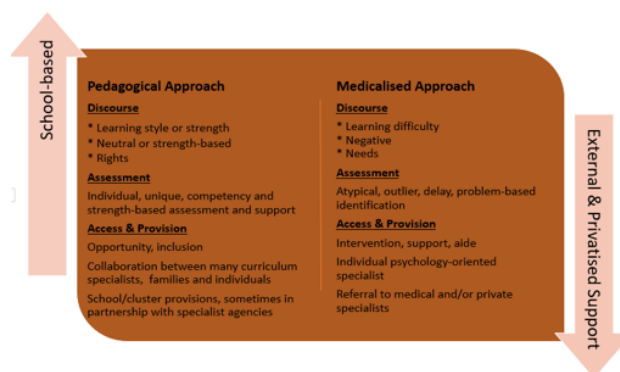 School-based
Pedagogical Approach
Discourse
* Learning style or strength
* Neutral or strength-based
* Rights
Assessment
Individual, unique, competency and
strength-based assessment and support
Access & Provision
Opportunity, inclusion
Collaboration between many curriculum
specialists, families and individuals
School/cluster provisions, sometimes in
partnership with specialist agencies
Medicalised Approach
Discourse
* Learning difficulty
* Negative
* Needs
Assessment
Atypical, outlier, delay, problem-based
identification
Access & Provision
Intervention, support, aide
Individual psychology-oriented
specialist
Referral to medical and/or private
specialists
External & Privatised Support